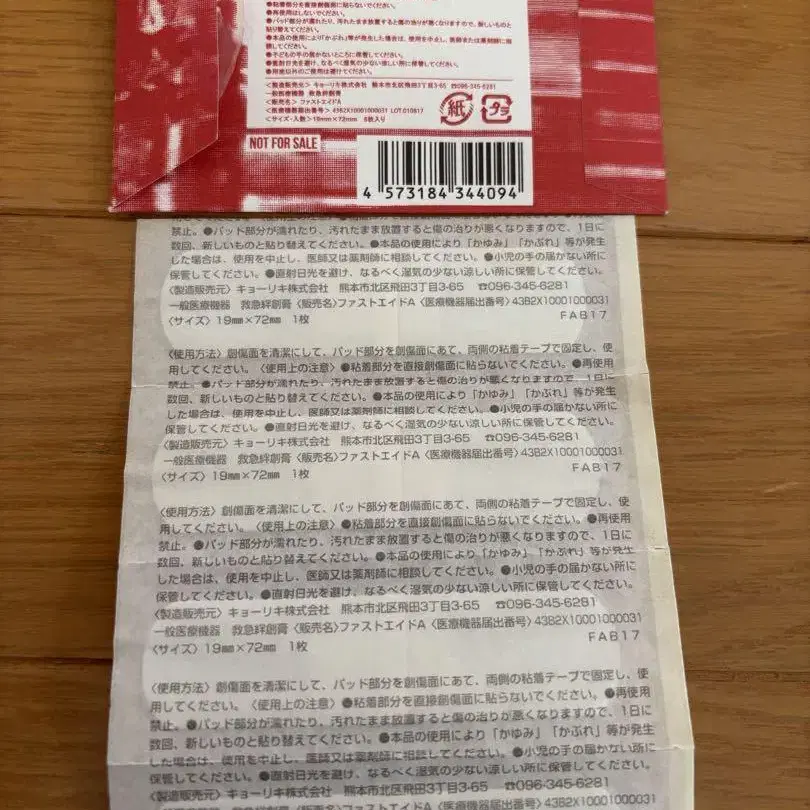 ●粘着部分を直接創傷面に貼らないでください。
●再使用しないでください。
●パッド部分が濡れたり、汚れたまま放置すると傷の治りが悪くなりますので、新しいものと
貼り替えてください。
●本品の使用により「かぶれ」等が発生した場合は、使用を中止し、医師または薬剤師に相
談してください。
●子どもの手の届かないところに保管してください。
●直射日光を避け、なるべく湿気の少ない涼しい所に保管してください。
●用途以外のご使用は避けてください。
<製造販売元> キョーリキ 熊本市北区飛田3丁目3-65 ☎096-345-6281
一般医療機器 救急絆創膏
<販売名> ファストエイドA
<医療機器届出番号> 43B2X10001000031 LOT.010817
<サイズ・入数>19mm×72mm 8枚入り
紙
プラ
NOT FOR SALE
4 573184 344094
禁止。●パッド部分が濡れたり、汚れたまま放置すると傷の治りが悪くなりますので、1日に
数回、新しいものと貼り替えてください。●本品の使用により「かゆみ」「かぶれ」等が発生
した場合は、使用を中止し、医師又は薬剤師に相談してください。●小児の手の届かない所に
保管してください。●直射日光を避け、なるべく湿気の少ない涼しい所に保管してください。
〈製造販売元〉キョーリキ株式会社 熊本市北区飛田3丁目3-65 ☎096-345-6281
一般医療機器 救急絆創膏〈販売名〉ファストエイドA〈医療機器届出番号〉43B2X10001000031
〈サイズ〉19mm×72mm 1枚 FAB17
〈使用方法〉創傷面を清潔にして、パッド部分を創傷面にあて、両側の粘着テープで固定し、使
用してください。〈使用上の注意〉●粘着部分を直接創傷面に貼らないでください。●再使用
禁止。●パッド部分が濡れたり、汚れたまま放置すると傷の治りが悪くなりますので、1日に
数回、新しいものと貼り替えてください。●本品の使用により「かゆみ」「かぶれ」等が発生
した場合は、使用を中止し、医師又は薬剤師に相談してください。●小児の手の届かない所に
保管してください。●直射日光を避け、なるべく湿気の少ない涼しい所に保管してください。
〈製造販売元〉キョーリキ株式会社 熊本市北区飛田3丁目3-65 ☎096-345-6281
一般医療機器 救急絆創膏〈販売名〉ファストエイドA〈医療機器届出番号〉43B2X10001000031
〈サイズ〉19mm×72mm 1枚 FAB17
〈使用方法〉創傷面を清潔にして、パッド部分を創傷面にあて、両側の粘着テープで固定し、使
用してください。〈使用上の注意〉●粘着部分を直接創傷面に貼らないでください。●再使用
禁止。●パッド部分が濡れたり、汚れたまま放置すると傷の治りが悪くなりますので、1日に
数回、新しいものと貼り替えてください。●本品の使用により「かゆみ」「かぶれ」等が発生
した場合は、使用を中止し、医師又は薬剤師に相談してください。●小児の手の届かない所に
保管してください。●直射日光を避け、なるべく湿気の少ない涼しい所に保管してください。
〈製造販売元〉キョーリキ株式会社 熊本市北区飛田3丁目3-65 ☎096-345-6281
一般医療機器 救急絆創膏〈販売名〉ファストエイドA〈医療機器届出番号〉43B2X10001000031
〈サイズ〉19mm×72mm 1枚 FAB17
〈使用方法〉創傷面を清潔にして、パッド部分を創傷面にあて、両側の粘着テープで固定し、使
用してください。〈使用上の注意〉●粘着部分を直接創傷面に貼らないでください。●再使用
禁止。●パッド部分が濡れたり、汚れたまま放置すると傷の治りが悪くなりますので、1日に
数回、新しいものと貼り替えてください。●本品の使用により「かゆみ」「かぶれ」等が発生
した場合は、使用を中止し、医師又は薬剤師に相談してください。●小児の手の届かない所に
保管してください。●直射日光を避け、なるべく湿気の少ない涼しい所に保管してください。
〈製造販売元〉キョーリキ株式会社 熊本市北区飛田3丁目3-65 ☎096-345-6281